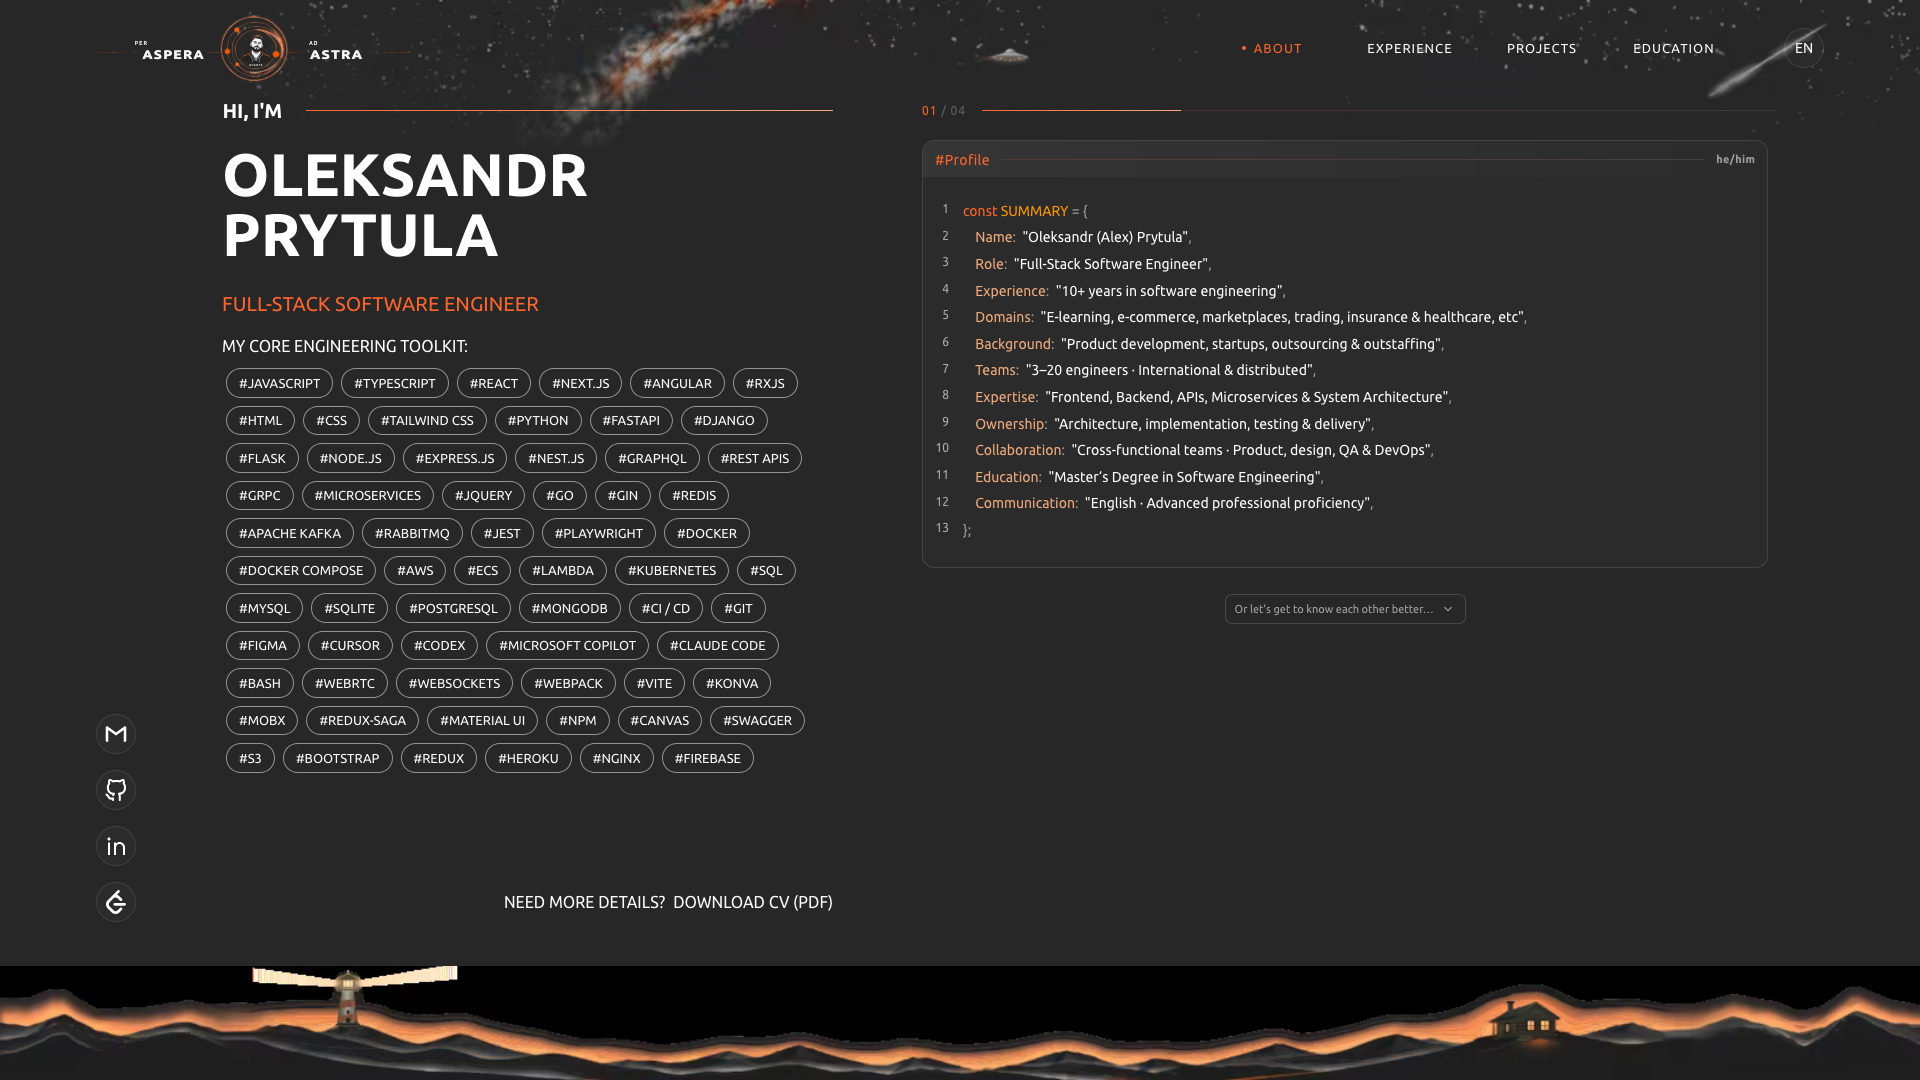 PER
ASPERA
AD
ASTRA
• ABOUT
EXPERIENCE
PROJECTS
EDUCATION
EN
HI, I'M
OLEKSANDR
PRYTULA
FULL-STACK SOFTWARE ENGINEER
MY CORE ENGINEERING TOOLKIT:
#JAVASCRIPT #TYPESCRIPT #REACT #NEXT.JS #ANGULAR #RXJS
#HTML #CSS #TAILWIND CSS #PYTHON #FASTAPI #DJANGO
#FLASK #NODE.JS #EXPRESS.JS #NEST.JS #GRAPHQL #REST APIS
#GRPC #MICROSERVICES #JQUERY #GO #GIN #REDIS
#APACHE KAFKA #RABBITMQ #JEST #PLAYWRIGHT #DOCKER
#DOCKER COMPOSE #AWS #ECS #LAMBDA #KUBERNETES #SQL
#MYSQL #SQLITE #POSTGRESQL #MONGODB #CI / CD #GIT
#FIGMA #CURSOR #CODEX #MICROSOFT COPILOT #CLAUDE CODE
#BASH #WEBRTC #WEBSOCKETS #WEBPACK #VITE #KONVA
#MOBX #REDUX-SAGA #MATERIAL UI #NPM #CANVAS #SWAGGER
#S3 #BOOTSTRAP #REDUX #HEROKU #NGINX #FIREBASE
NEED MORE DETAILS? DOWNLOAD CV (PDF)
01 / 04
#Profile he/him
1 const SUMMARY = {
2 Name: "Oleksandr (Alex) Prytula",
3 Role: "Full-Stack Software Engineer",
4 Experience: "10+ years in software engineering",
5 Domains: "E-learning, e-commerce, marketplaces, trading, insurance & healthcare, etc",
6 Background: "Product development, startups, outsourcing & outstaffing",
7 Teams: "3–20 engineers · International & distributed",
8 Expertise: "Frontend, Backend, APIs, Microservices & System Architecture",
9 Ownership: "Architecture, implementation, testing & delivery",
10 Collaboration: "Cross-functional teams · Product, design, QA & DevOps",
11 Education: "Master’s Degree in Software Engineering",
12 Communication: "English · Advanced professional proficiency",
13 };
Or let's get to know each other better...